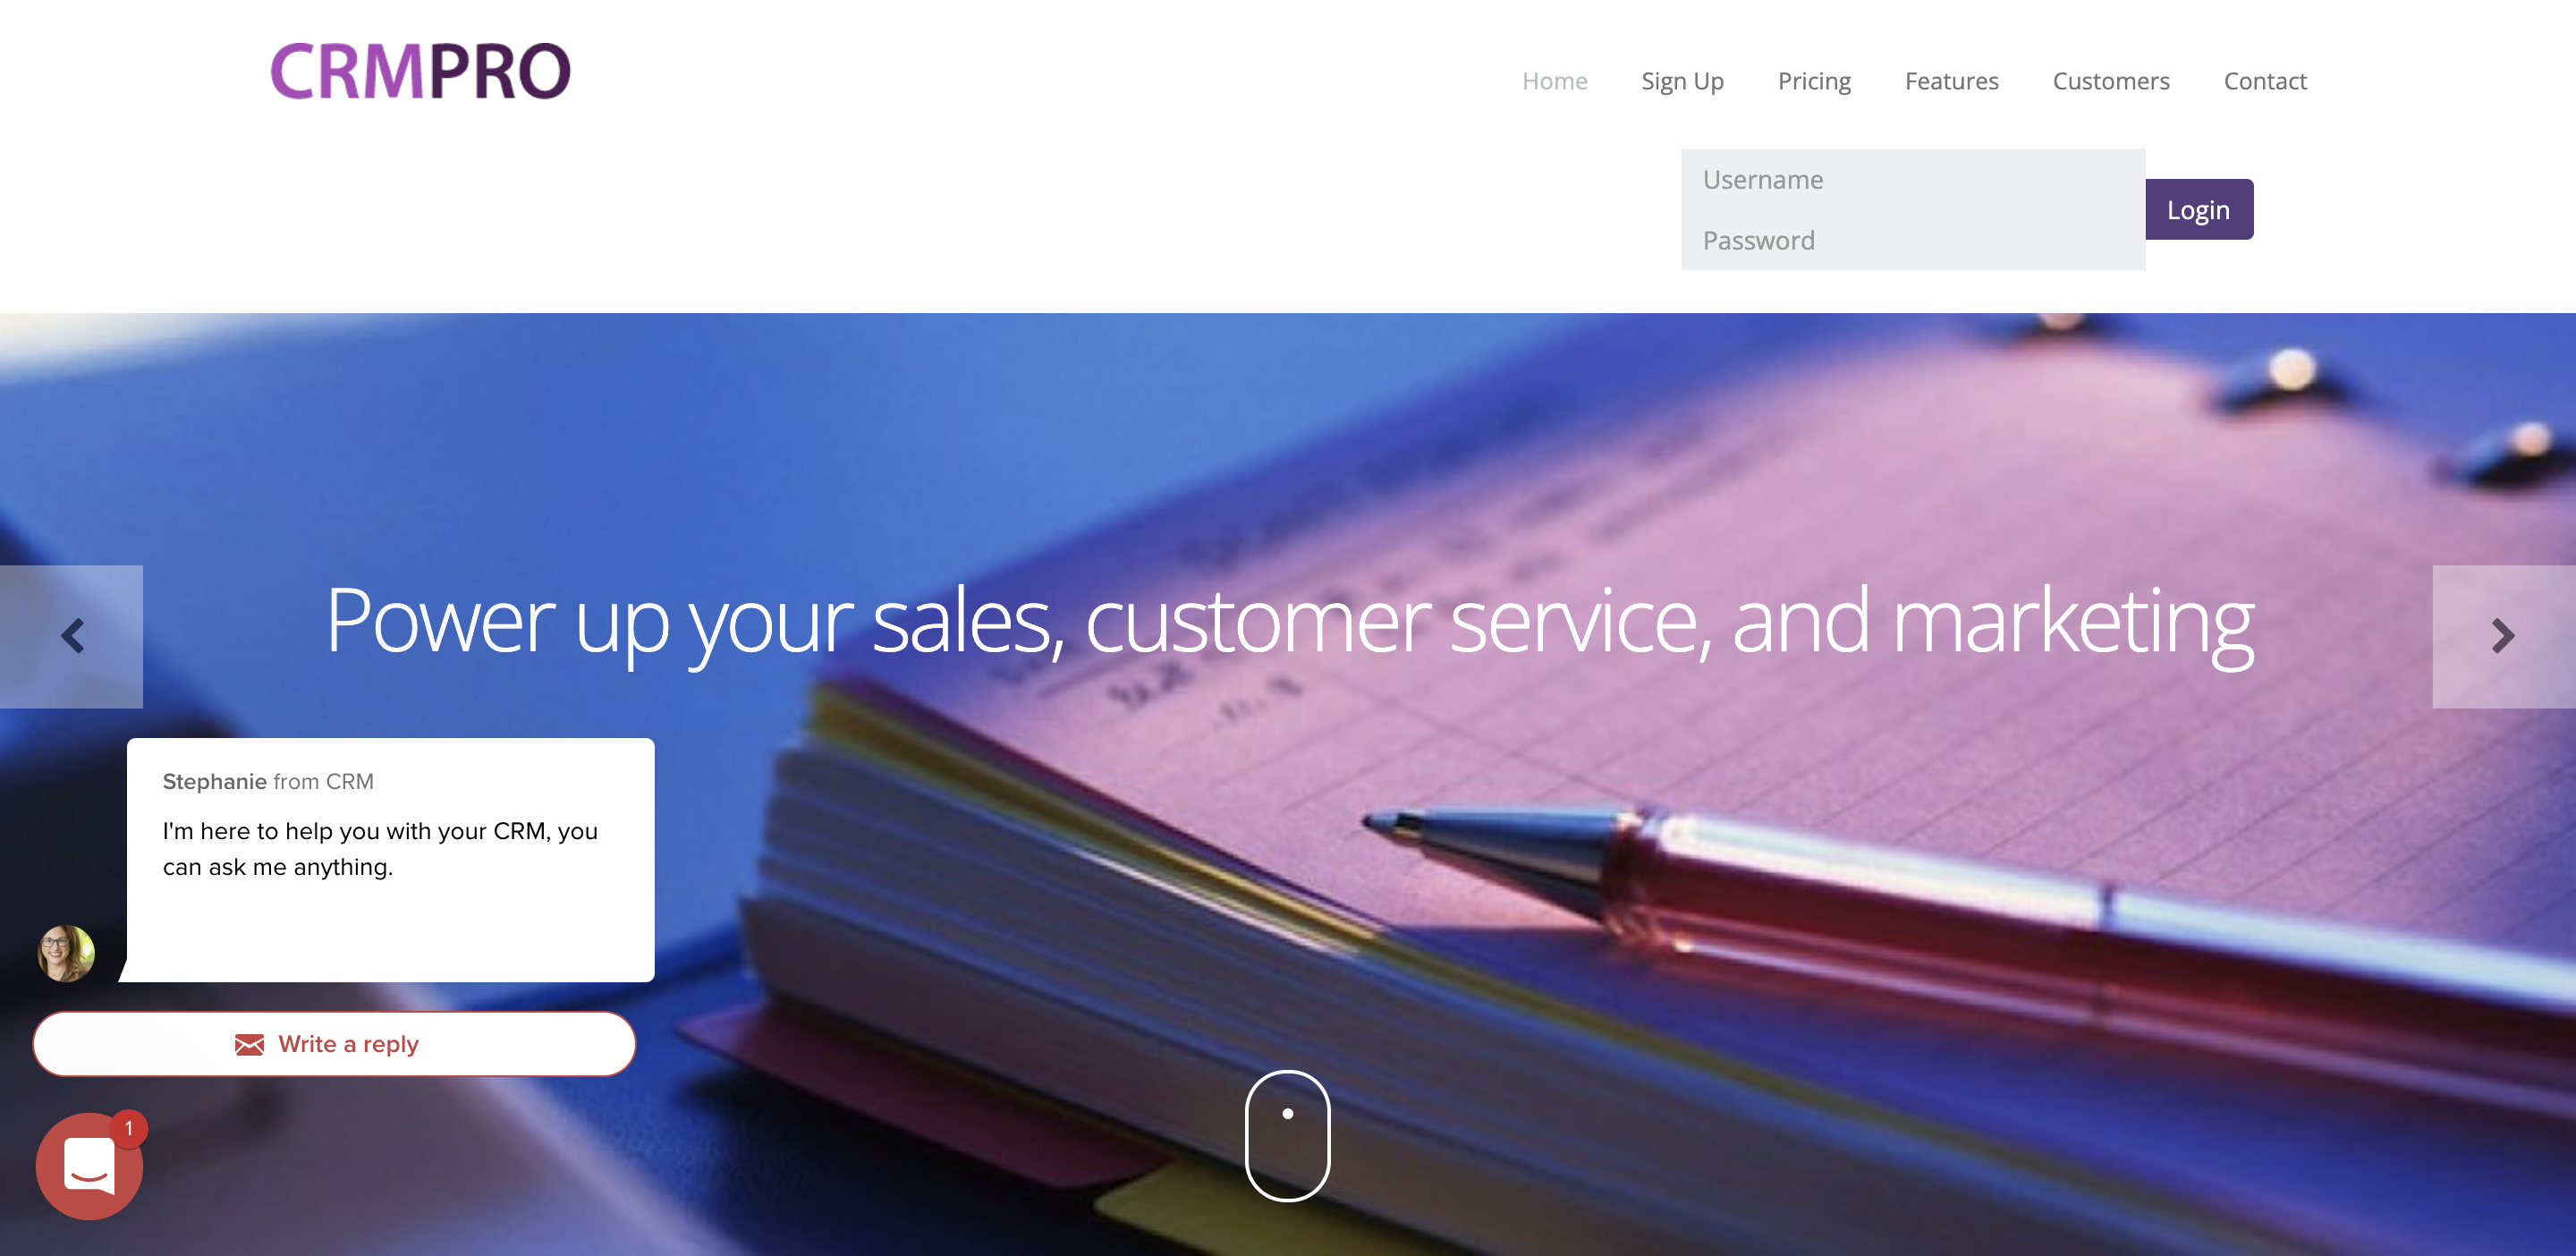 CRMPRO
Home Sign Up Pricing Features Customers Contact
Username
Password
Login
Power up your sales, customer service, and marketing
Stephanie from CRM
I'm here to help you with your CRM, you
can ask me anything.
Write a reply
1